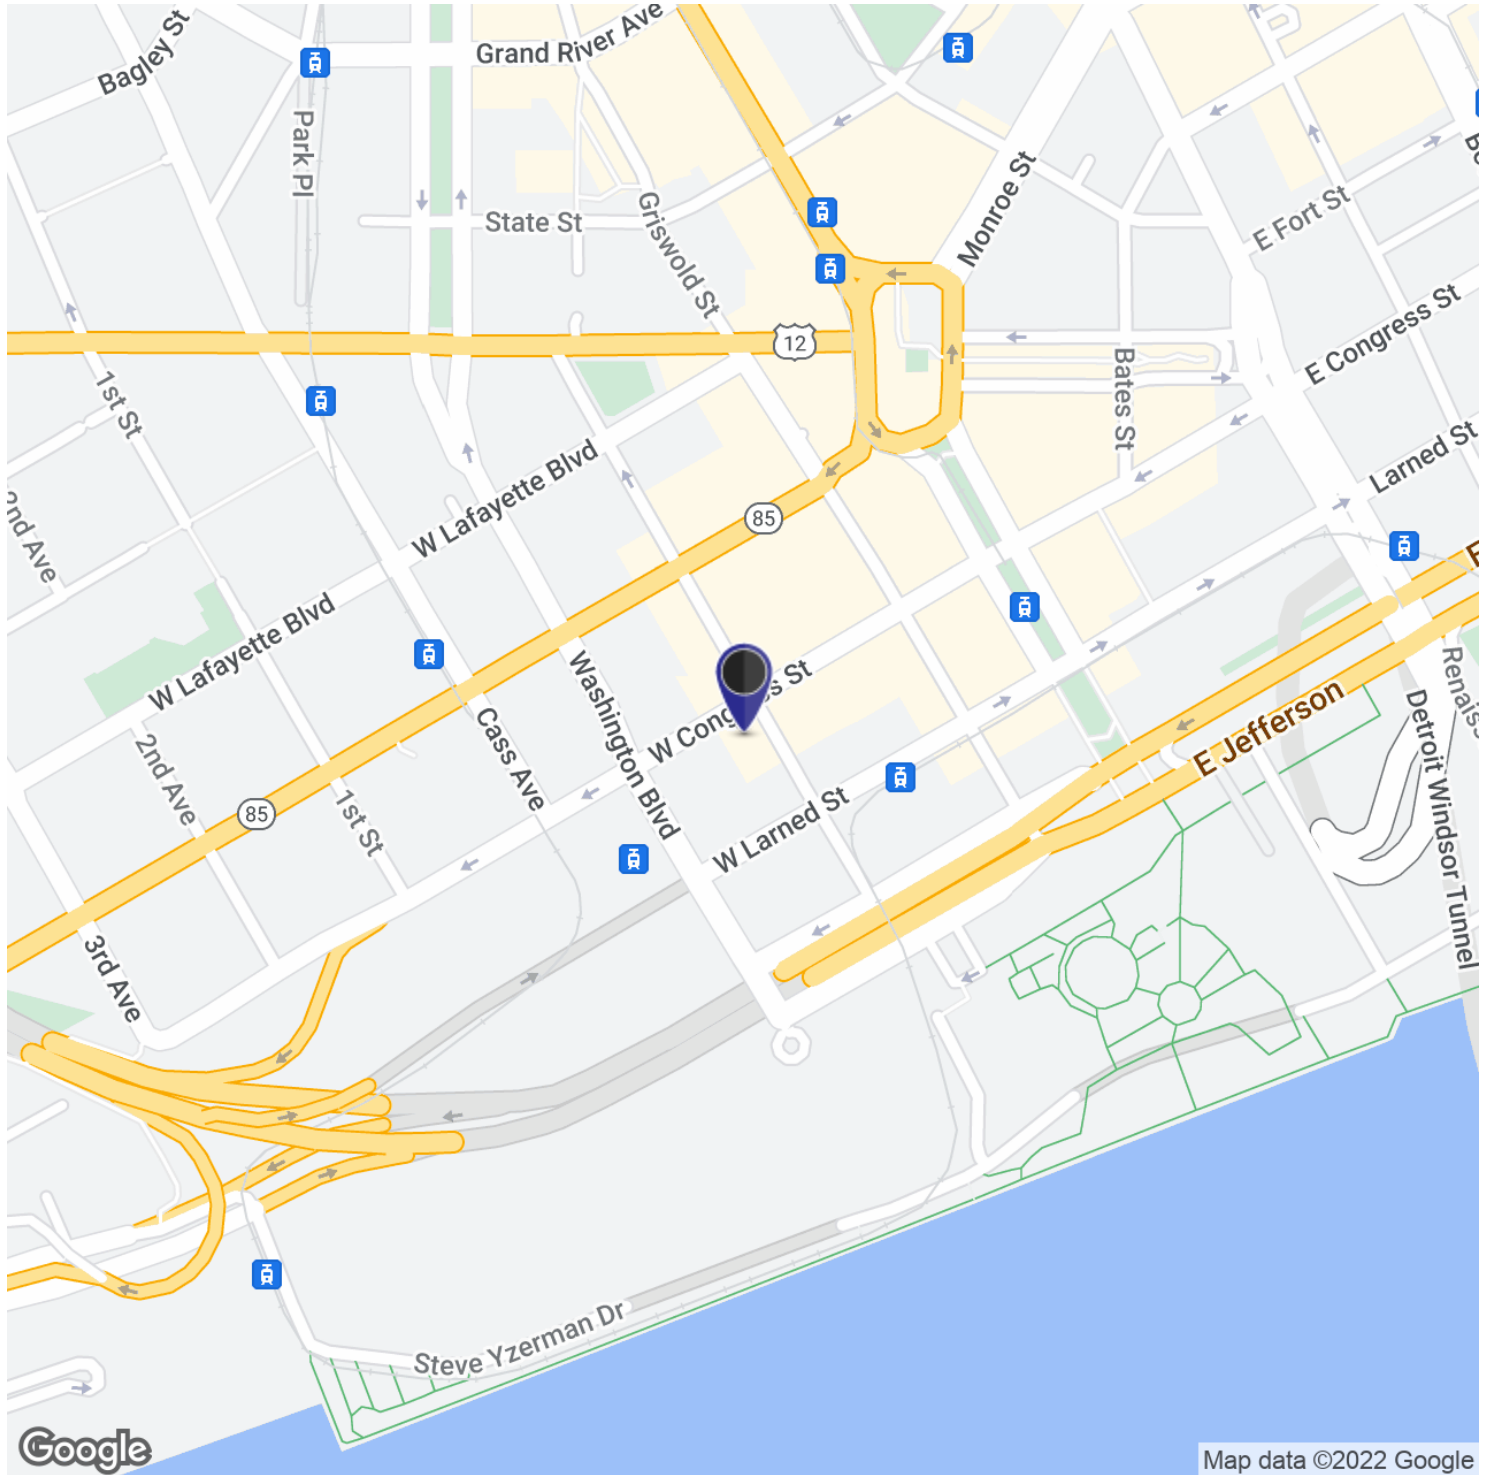 Bagley St
Grand River Ave
Park Pl
State St
Griswold St
Monroe St
E Fort St
12
Bates St
E Congress St
1st St
W Lafayette Blvd
Larned St
2nd Ave
85
W Lafayette Blvd
W Congress St
Washington Blvd
Cass Ave
2nd Ave
1st St
85
W Larned St
E Jefferson
Detroit Windsor Tunnel
3rd Ave
Steve Yzerman Dr
Google
Map data ©2022 Google